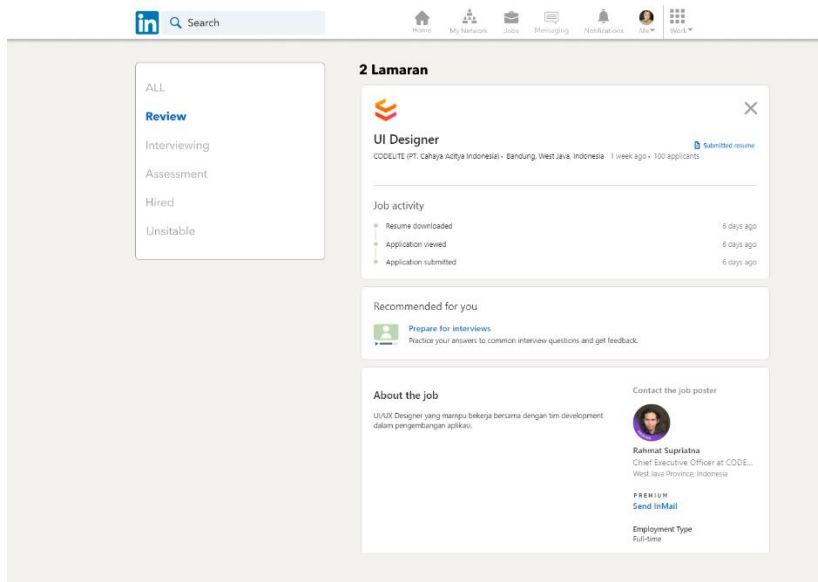 in Search
Home My Network Jobs Messaging Notifications Me Work
ALL
Review
Interviewing
Assessment
Hired
Unsitable
2 Lamaran
UI Designer
Submitted resume
CODELITE (PT. Cahaya Aditya Indonesia) • Bandung, West Java, Indonesia 1 week ago • 100 applicants
Job activity
Resume downloaded 6 days ago
Application viewed 6 days ago
Application submitted 6 days ago
Recommended for you
Prepare for interviews
Practice your answers to common interview questions and get feedback.
About the job
UI/UX Designer yang mampu bekerja bersama dengan tim development
dalam pengembangan aplikasi.
Contact the job poster
Rahmat Supriatna
Chief Executive Officer at CODE...
West Java Province, Indonesia
PREMIUM
Send InMail
Employment Type
Full-time